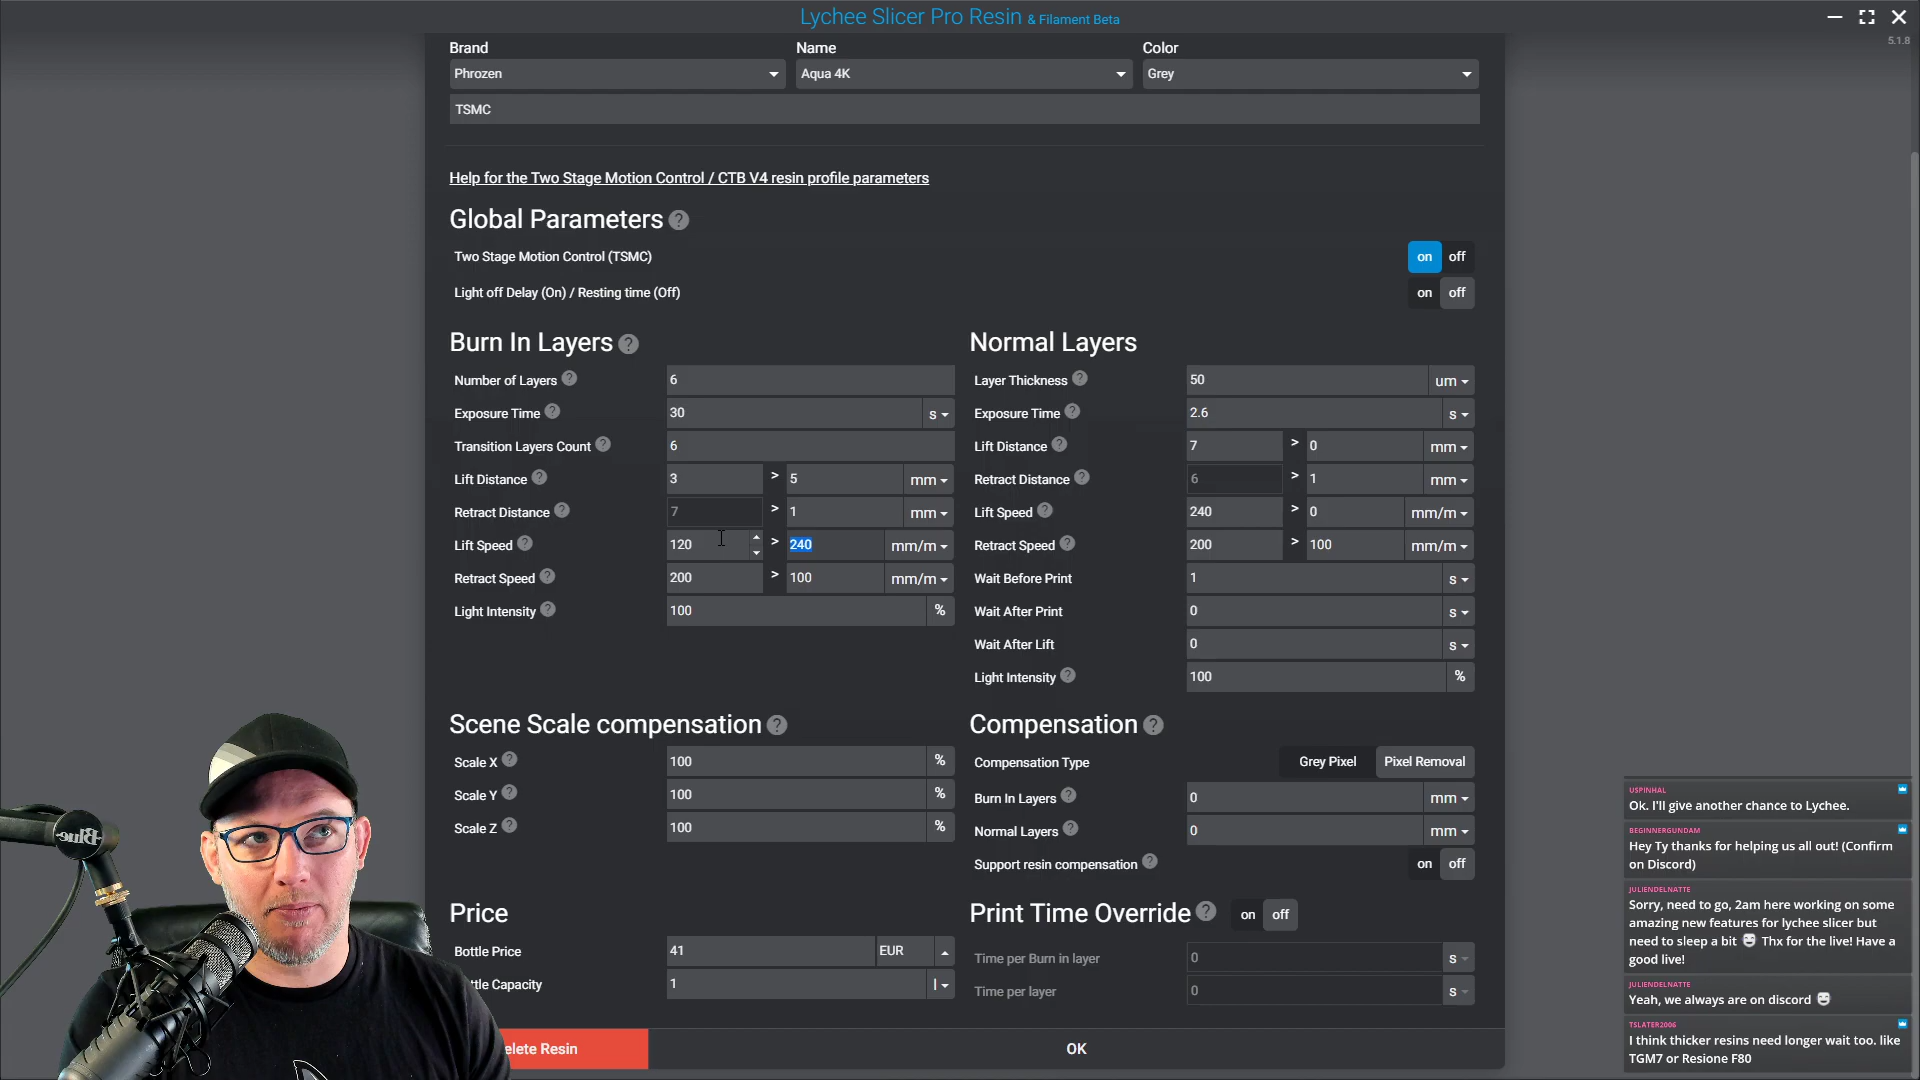 Lychee Slicer Pro Resin & Filament Beta
5.1.8
Brand Name Color
Phrozen Aqua 4K Grey
TSMC
Help for the Two Stage Motion Control / CTB V4 resin profile parameters
Global Parameters ?
Two Stage Motion Control (TSMC) on off
Light off Delay (On) / Resting time (Off) on off
Burn In Layers ?
Number of Layers ? 6
Exposure Time ? 30 s
Transition Layers Count ? 6
Lift Distance ? 3 > 5 mm
Retract Distance ? 7 > 1 mm
Lift Speed ? 120 > 240 mm/m
Retract Speed ? 200 > 100 mm/m
Light Intensity ? 100 %
Normal Layers
Layer Thickness ? 50 um
Exposure Time ? 2.6 s
Lift Distance ? 7 > 0 mm
Retract Distance ? 6 > 1 mm
Lift Speed ? 240 > 0 mm/m
Retract Speed ? 200 > 100 mm/m
Wait Before Print 1 s
Wait After Print 0 s
Wait After Lift 0 s
Light Intensity ? 100 %
Scene Scale compensation ?
Scale X ? 100 %
Scale Y ? 100 %
Scale Z ? 100 %
Compensation ?
Compensation Type Grey Pixel Pixel Removal
Burn In Layers ? 0 mm
Normal Layers ? 0 mm
Support resin compensation ? on off
Price
Bottle Price 41 EUR
ttle Capacity 1 l
Print Time Override ? on off
Time per Burn in layer 0 s
Time per layer 0 s
elete Resin OK
Blue
USPINHAL
Ok. I'll give another chance to Lychee.
BEGINNERGUNDAM
Hey Ty thanks for helping us all out! (Confirm
on Discord)
JULIENDELNATTE
Sorry, need to go, 2am here working on some
amazing new features for lychee slicer but
need to sleep a bit 😀 Thx for the live! Have a
good live!
JULIENDELNATTE
Yeah, we always are on discord 😀
TSLATER2006
I think thicker resins need longer wait too. like
TGM7 or Resione F80